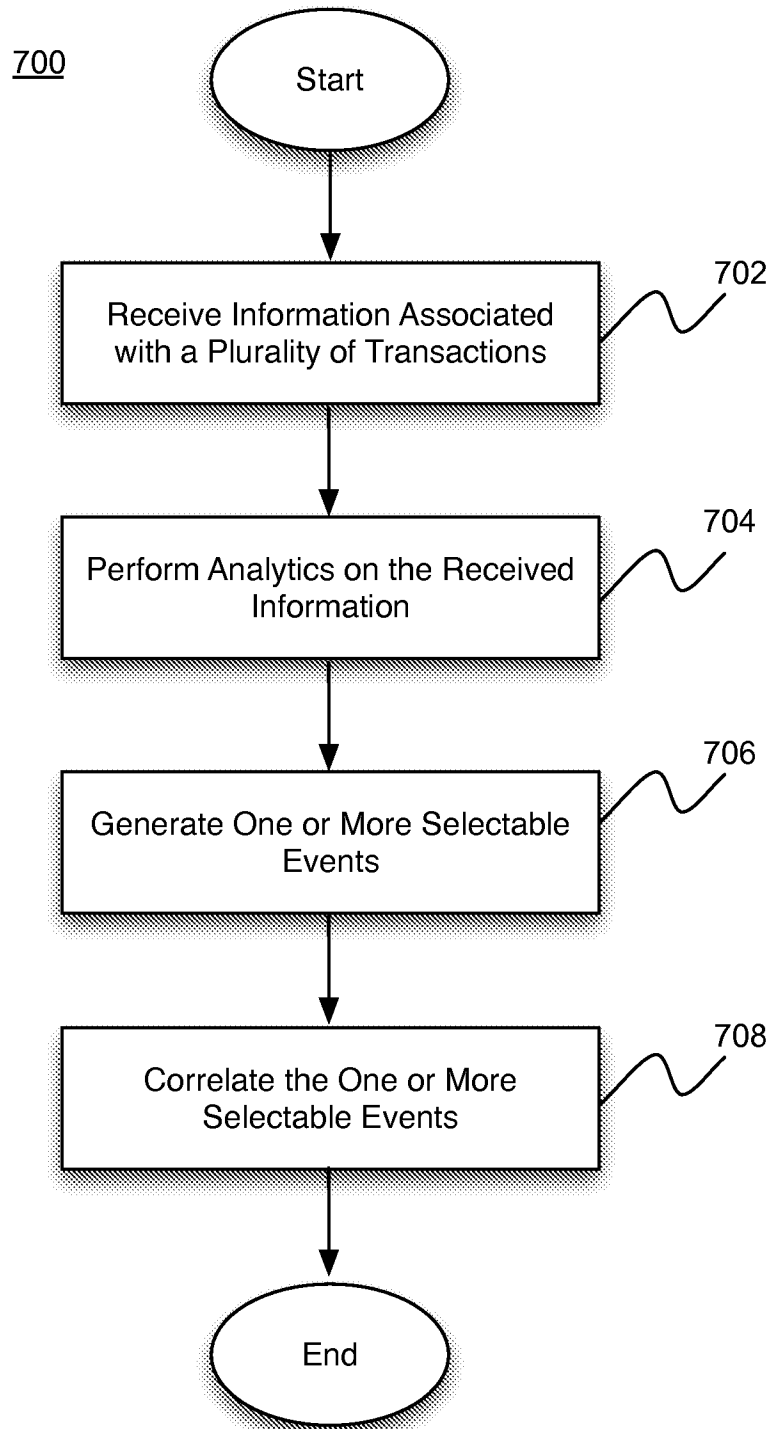 700
Start
702
Receive Information Associated
with a Plurality of Transactions
704
Perform Analytics on the Received
Information
706
Generate One or More Selectable
Events
708
Correlate the One or More
Selectable Events
End